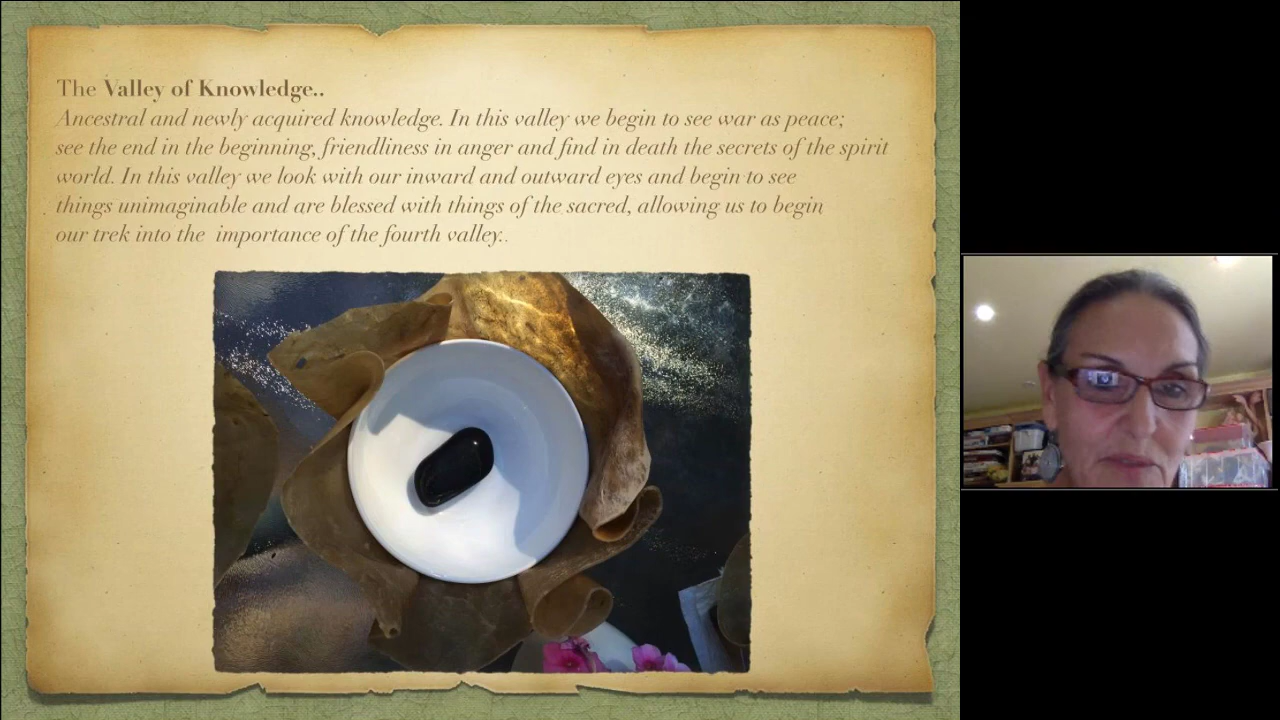 The Valley of Knowledge..
Ancestral and newly acquired knowledge. In this valley we begin to see war as peace;
see the end in the beginning, friendliness in anger and find in death the secrets of the spirit
world. In this valley we look with our inward and outward eyes and begin to see
things unimaginable and are blessed with things of the sacred, allowing us to begin
our trek into the importance of the fourth valley..